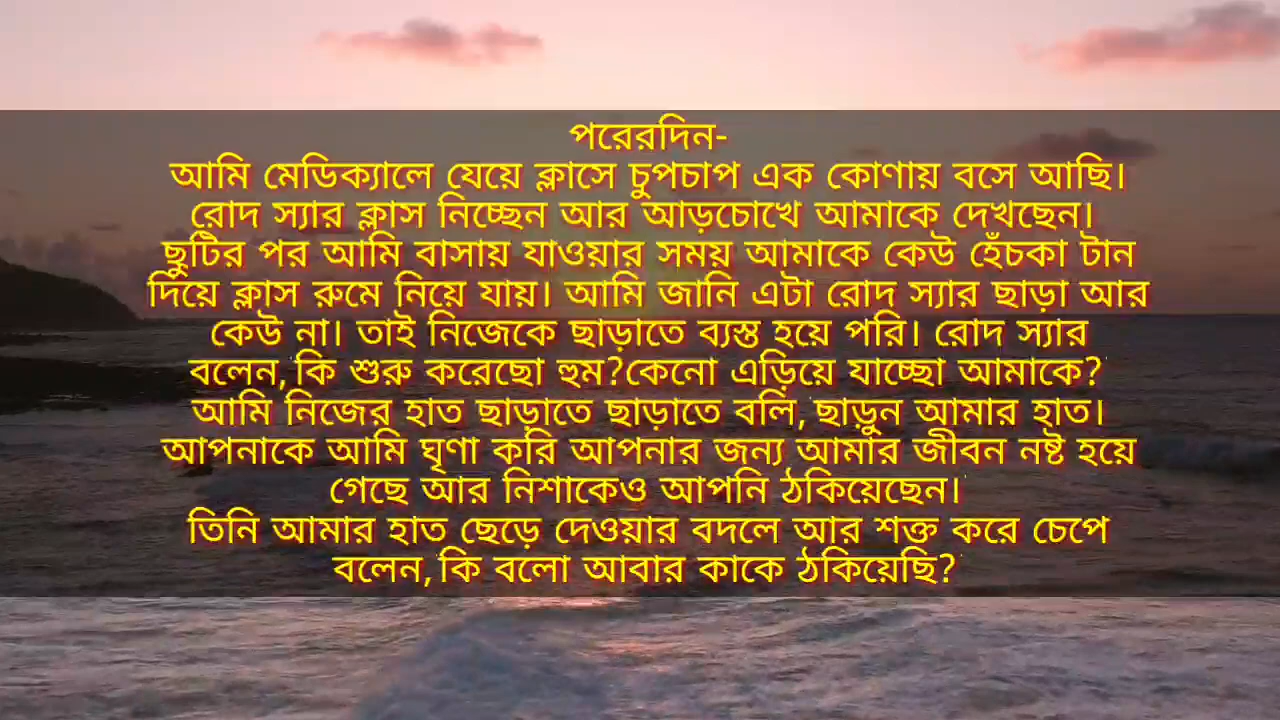 পরেরদিন-
আমি মেডিক্যালে যেয়ে ক্লাসে চুপচাপ এক কোণায় বসে আছি।
রোদ স্যার ক্লাস নিচ্ছেন আর আড়চোখে আমাকে দেখছেন।
ছুটির পর আমি বাসায় যাওয়ার সময় আমাকে কেউ হেঁচকা টান
দিয়ে ক্লাস রুমে নিয়ে যায়। আমি জানি এটা রোদ স্যার ছাড়া আর
কেউ না। তাই নিজেকে ছাড়াতে ব্যস্ত হয়ে পরি। রোদ স্যার
বলেন, কি শুরু করেছো হুম?কেনো এড়িয়ে যাচ্ছো আমাকে?
আমি নিজের হাত ছাড়াতে ছাড়াতে বলি, ছাড়ুন আমার হাত।
আপনাকে আমি ঘৃণা করি আপনার জন্য আমার জীবন নষ্ট হয়ে
গেছে আর নিশাকেও আপনি ঠকিয়েছেন।
তিনি আমার হাত ছেড়ে দেওয়ার বদলে আর শক্ত করে চেপে
বলেন, কি বলো আবার কাকে ঠকিয়েছি?